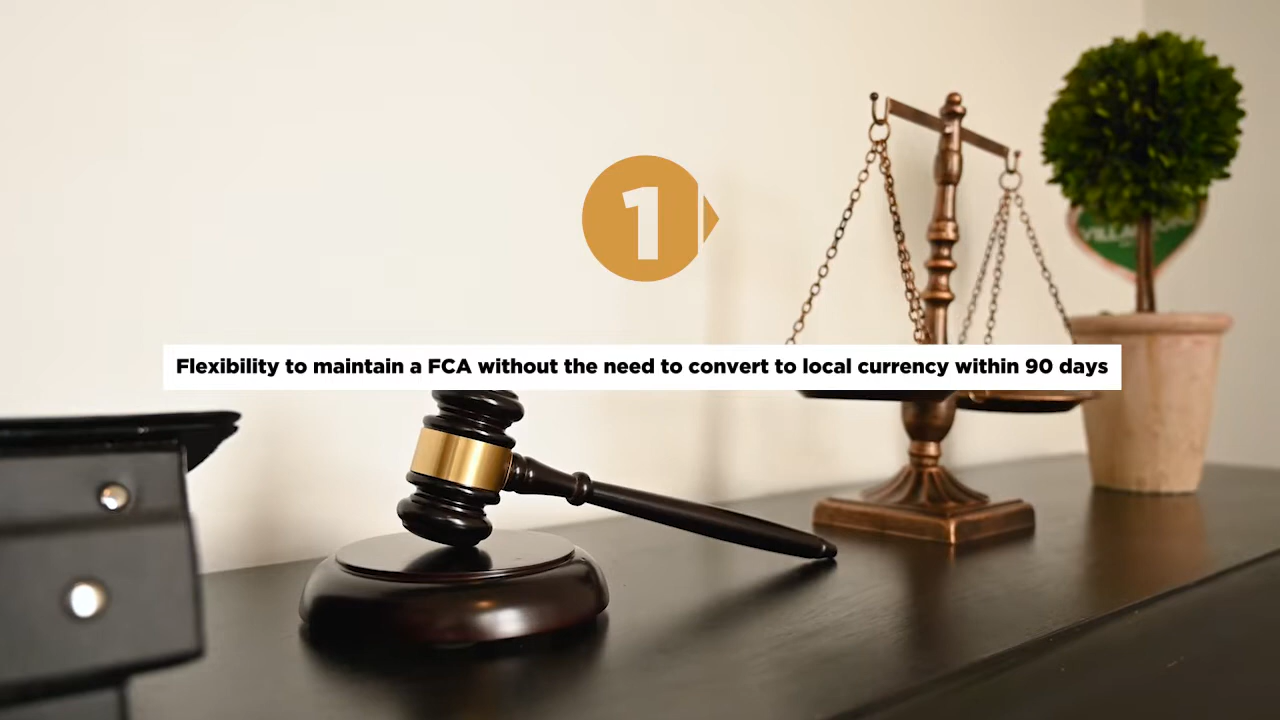 1
Flexibility to maintain a FCA without the need to convert to local currency within 90 days